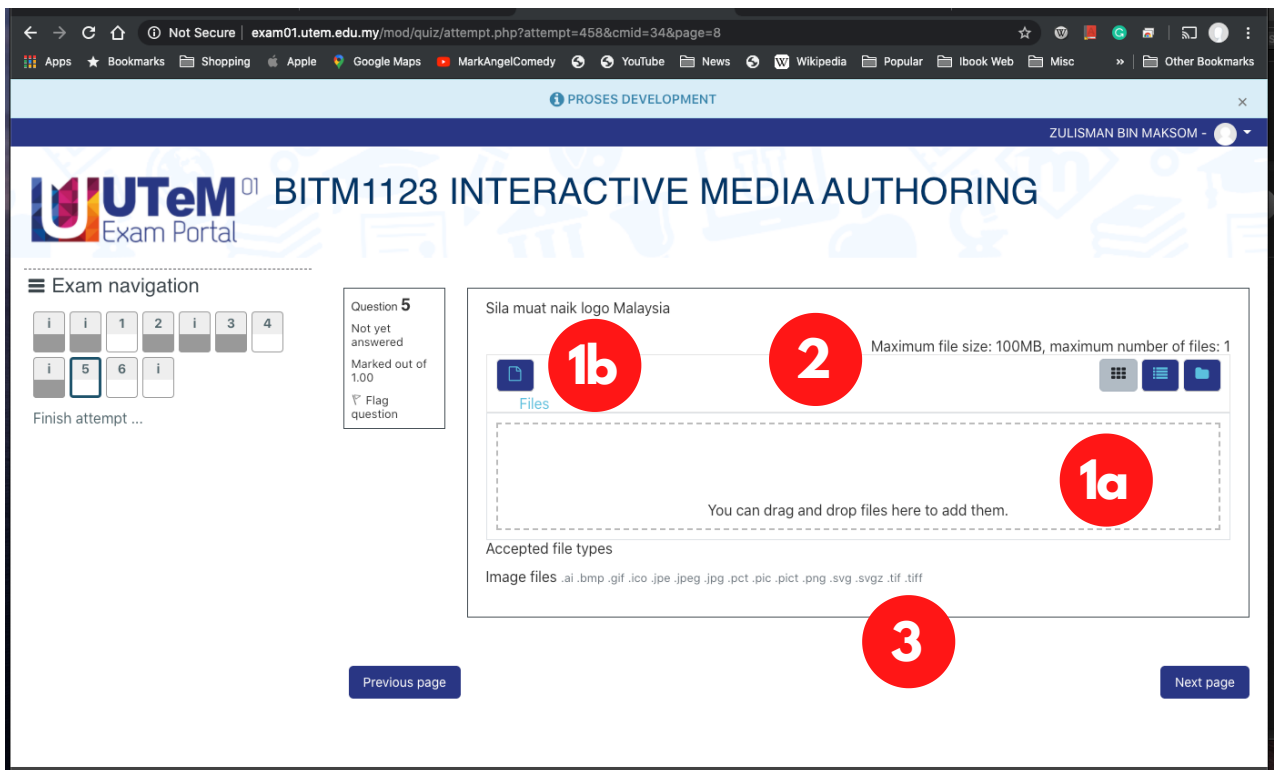 Not Secure | exam01.utem.edu.my/mod/quiz/attempt.php?attempt=458&cmid=34&page=8
Apps Bookmarks Shopping Apple Google Maps MarkAngelComedy YouTube News Wikipedia Popular Ibook Web Misc » Other Bookmarks
PROSES DEVELOPMENT ×
ZULISMAN BIN MAKSOM -
UTeM 01 BITM1123 INTERACTIVE MEDIA AUTHORING
Exam Portal
Exam navigation
i i 1 2 i 3 4
i 5 6 i
Finish attempt ...
Question 5
Not yet
answered
Marked out of
1.00
Flag
question
Sila muat naik logo Malaysia
1b
2
Maximum file size: 100MB, maximum number of files: 1
Files
1a
You can drag and drop files here to add them.
Accepted file types
Image files .ai .bmp .gif .ico .jpe .jpeg .jpg .pct .pic .pict .png .svg .svgz .tif .tiff
3
Previous page
Next page